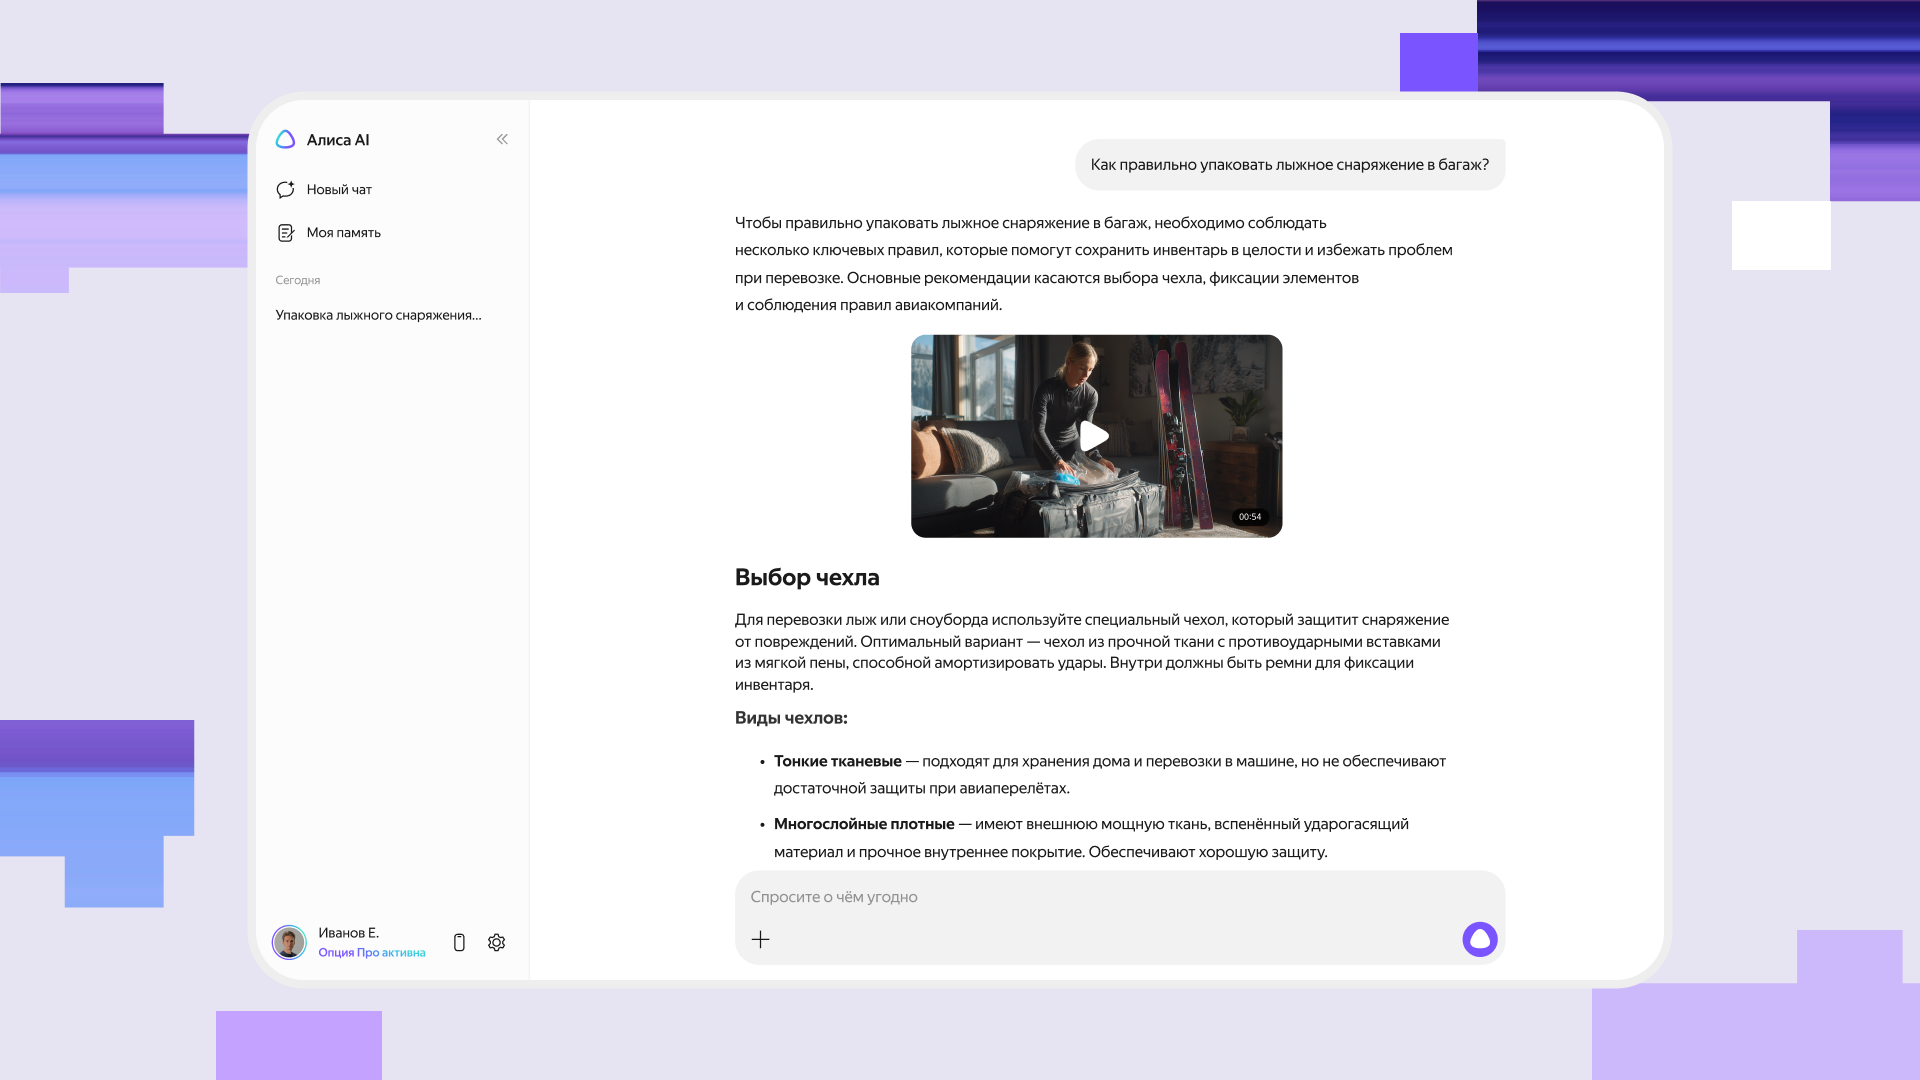 Алиса AI
Новый чат
Моя память
Сегодня
Упаковка лыжного снаряжения...
Иванов Е.
Опция Про активна
Как правильно упаковать лыжное снаряжение в багаж?
Чтобы правильно упаковать лыжное снаряжение в багаж, необходимо соблюдать
несколько ключевых правил, которые помогут сохранить инвентарь в целости и избежать проблем
при перевозке. Основные рекомендации касаются выбора чехла, фиксации элементов
и соблюдения правил авиакомпаний.
00:54
Выбор чехла
Для перевозки лыж или сноуборда используйте специальный чехол, который защитит снаряжение
от повреждений. Оптимальный вариант — чехол из прочной ткани с противоударными вставками
из мягкой пены, способной амортизировать удары. Внутри должны быть ремни для фиксации
инвентаря.
Виды чехлов:
• Тонкие тканевые — подходят для хранения дома и перевозки в машине, но не обеспечивают
достаточной защиты при авиаперелётах.
• Многослойные плотные — имеют внешнюю мощную ткань, вспенённый ударогасящий
материал и прочное внутреннее покрытие. Обеспечивают хорошую защиту.
Спросите о чём угодно